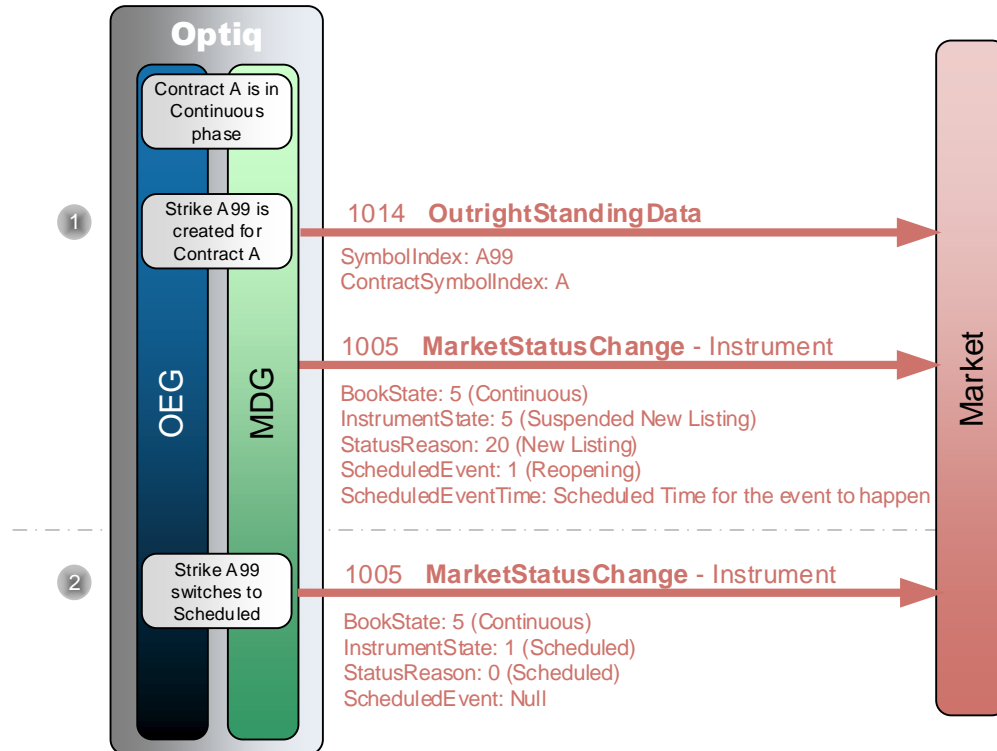 Optiq
Contract A is in
Continuous
phase
1
Strike A99 is
created for
Contract A
1014 OutrightStandingData
SymbolIndex: A99
ContractSymbolIndex: A
1005 MarketStatusChange - Instrument
BookState: 5 (Continuous)
InstrumentState: 5 (Suspended New Listing)
StatusReason: 20 (New Listing)
ScheduledEvent: 1 (Reopening)
ScheduledEventTime: Scheduled Time for the event to happen
OEG
MDG
Market
2
Strike A99
switches to
Scheduled
1005 MarketStatusChange - Instrument
BookState: 5 (Continuous)
InstrumentState: 1 (Scheduled)
StatusReason: 0 (Scheduled)
ScheduledEvent: Null